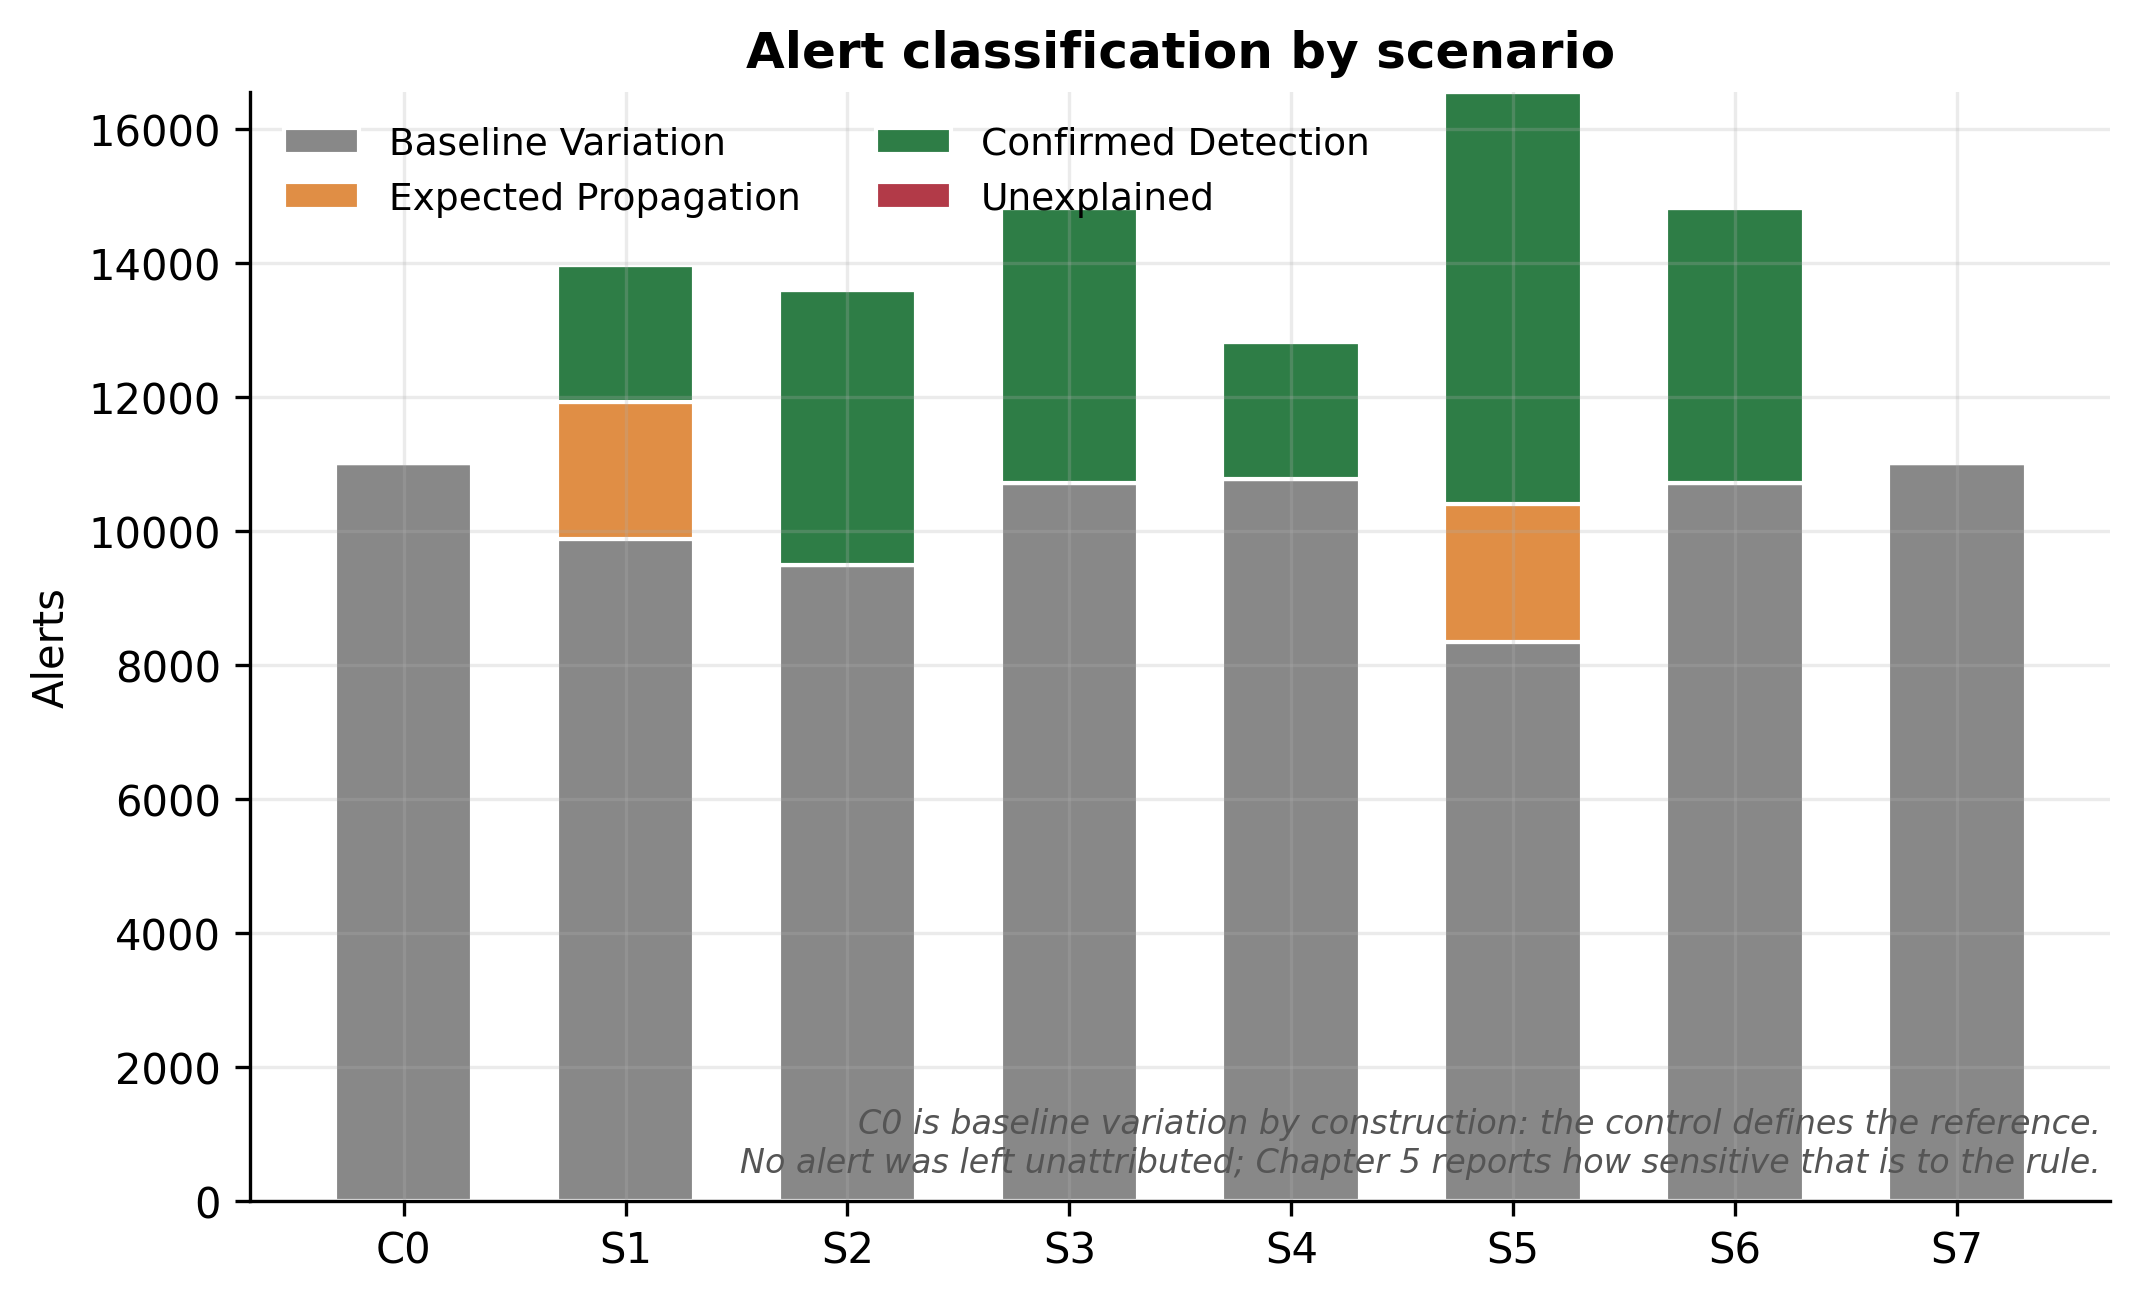 Alert classification by scenario
Baseline Variation
Expected Propagation
Confirmed Detection
Unexplained
16000
14000
12000
10000
8000
6000
4000
2000
0
Alerts
C0 is baseline variation by construction: the control defines the reference.
No alert was left unattributed; Chapter 5 reports how sensitive that is to the rule.
C0 S1 S2 S3 S4 S5 S6 S7